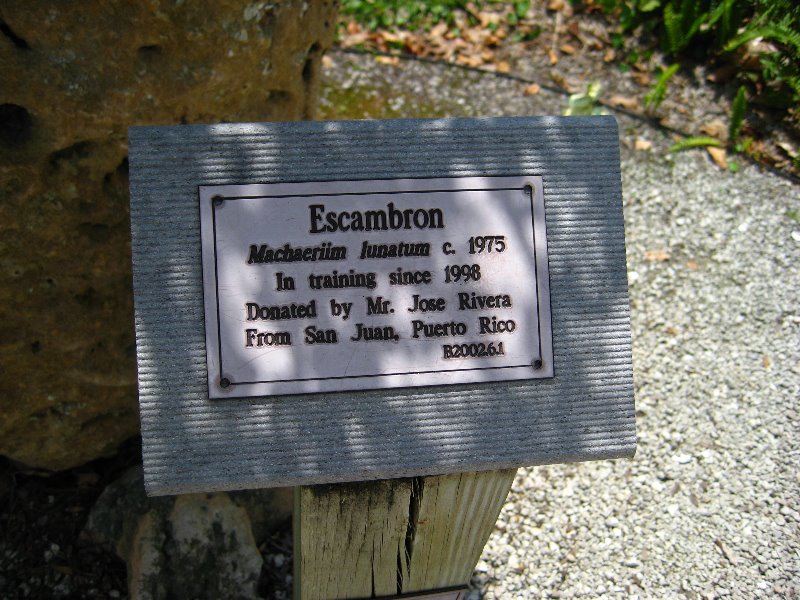 Escambron
Machaeriim lunatum c. 1975
In training since 1998
Donated by Mr. Jose Rivera
From San Juan, Puerto Rico
B2002.6.1